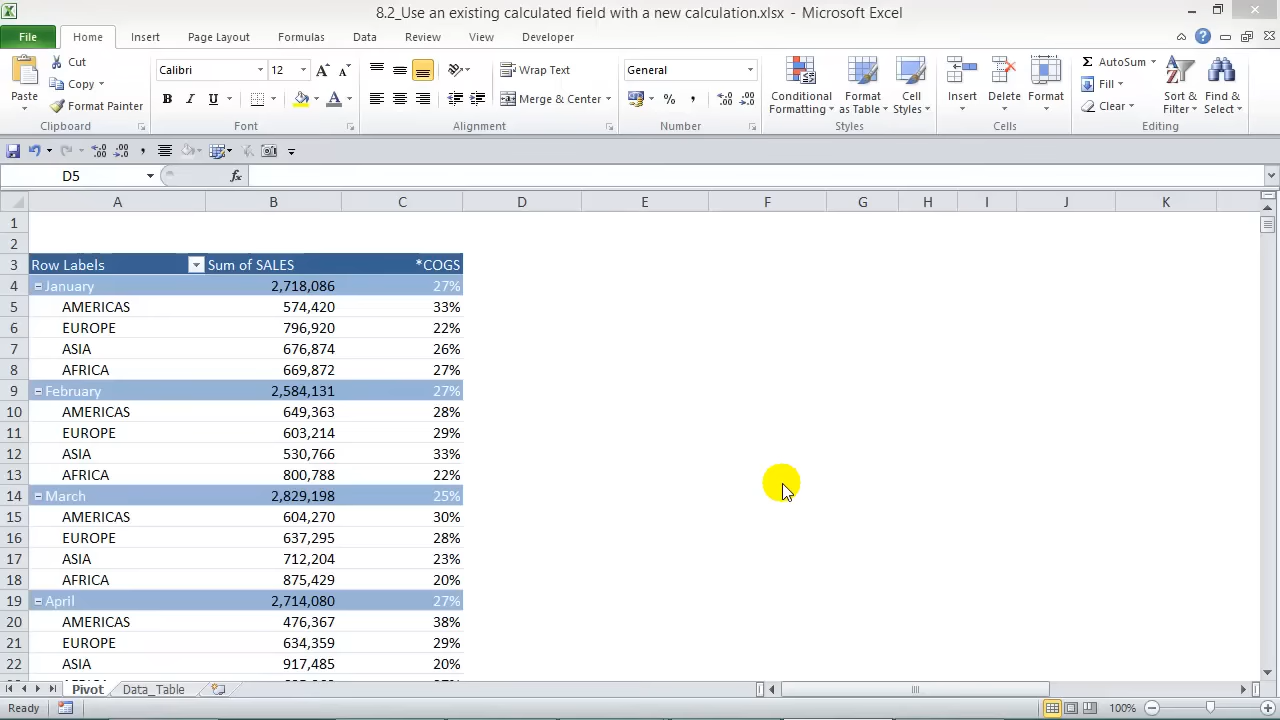 8.2_Use an existing calculated field with a new calculation.xlsx - Microsoft Excel
File Home Insert Page Layout Formulas Data Review View Developer
Paste Cut Copy Format Painter
Calibri 12 B I U A A A
Wrap Text Merge & Center
General % ,
Conditional Formatting Format as Table Cell Styles
Insert Delete Format
Σ AutoSum Fill Clear Sort & Filter Find & Select
Clipboard Font Alignment Number Styles Cells Editing
D5 fx
A B C D E F G H I J K
1
2
3 Row Labels Sum of SALES *COGS
4 January 2,718,086 27%
5 AMERICAS 574,420 33%
6 EUROPE 796,920 22%
7 ASIA 676,874 26%
8 AFRICA 669,872 27%
9 February 2,584,131 27%
10 AMERICAS 649,363 28%
11 EUROPE 603,214 29%
12 ASIA 530,766 33%
13 AFRICA 800,788 22%
14 March 2,829,198 25%
15 AMERICAS 604,270 30%
16 EUROPE 637,295 28%
17 ASIA 712,204 23%
18 AFRICA 875,429 20%
19 April 2,714,080 27%
20 AMERICAS 476,367 38%
21 EUROPE 634,359 29%
22 ASIA 917,485 20%
Pivot Data_Table
Ready 100%